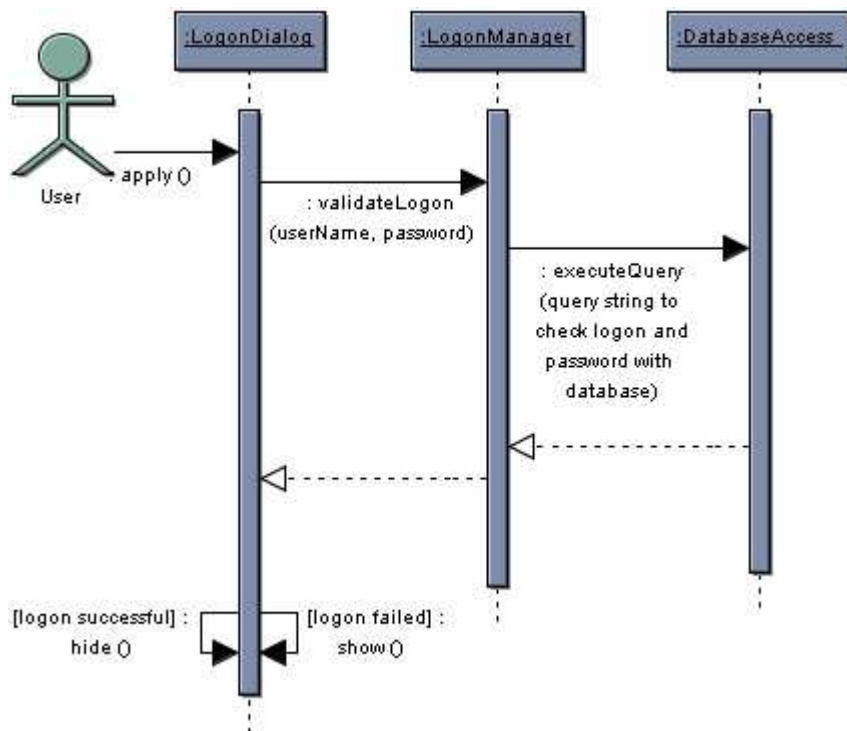 :LogonDialog
:LogonManager
:DatabaseAccess
: apply ()
User
: validateLogon
(userName, password)
: executeQuery
(query string to
check logon and
password with
database)
[logon successful] :
hide ()
[logon failed] :
show ()